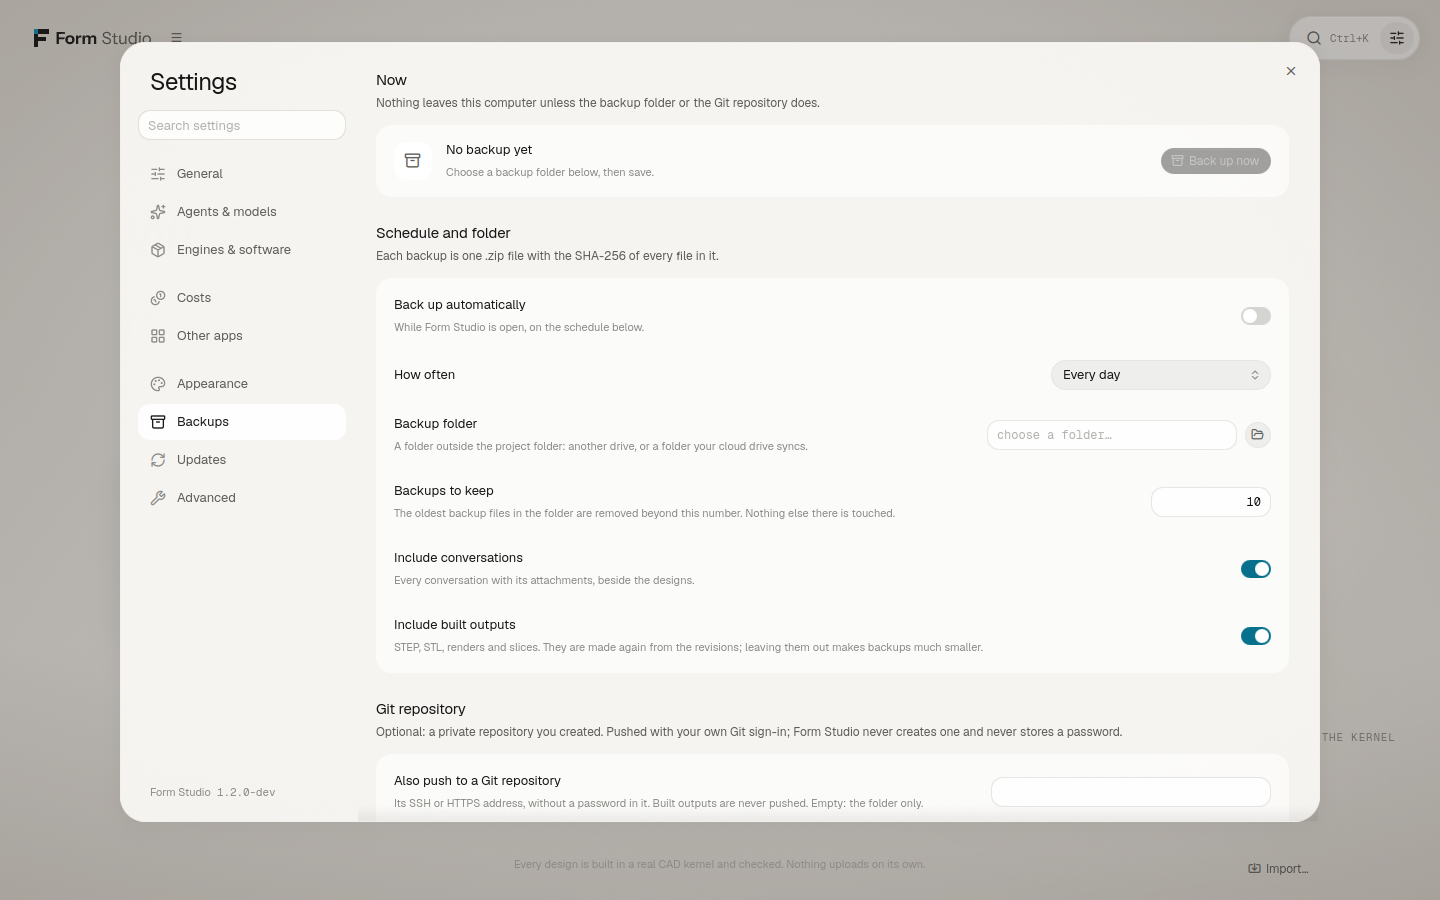 Form Studio
Ctrl+K
Settings
Search settings
General
Agents & models
Engines & software
Costs
Other apps
Appearance
Backups
Updates
Advanced
Form Studio 1.2.0-dev
Now
Nothing leaves this computer unless the backup folder or the Git repository does.
No backup yet
Choose a backup folder below, then save.
Back up now
Schedule and folder
Each backup is one .zip file with the SHA-256 of every file in it.
Back up automatically
While Form Studio is open, on the schedule below.
How often
Every day
Backup folder
A folder outside the project folder: another drive, or a folder your cloud drive syncs.
choose a folder…
Backups to keep
The oldest backup files in the folder are removed beyond this number. Nothing else there is touched.
10
Include conversations
Every conversation with its attachments, beside the designs.
Include built outputs
STEP, STL, renders and slices. They are made again from the revisions; leaving them out makes backups much smaller.
Git repository
Optional: a private repository you created. Pushed with your own Git sign-in; Form Studio never creates one and never stores a password.
Also push to a Git repository
Its SSH or HTTPS address, without a password in it. Built outputs are never pushed. Empty: the folder only.
THE KERNEL
Every design is built in a real CAD kernel and checked. Nothing uploads on its own.
Import…